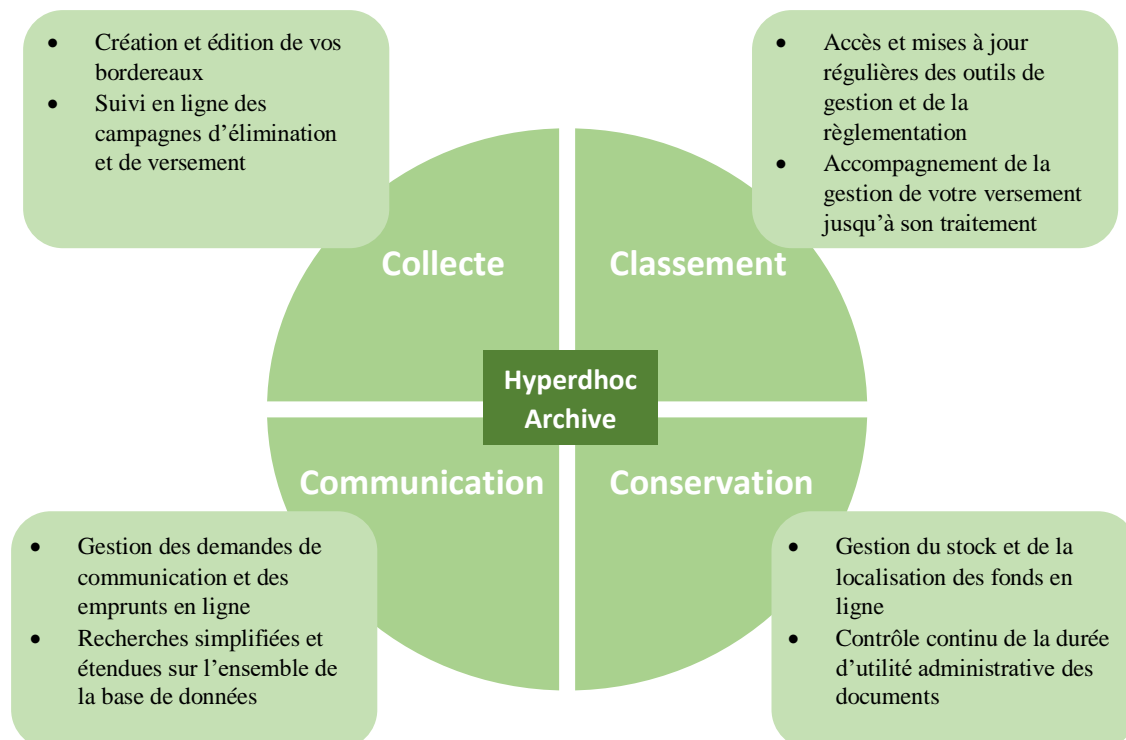 • Création et édition de vos
bordereaux
• Suivi en ligne des
campagnes d’élimination
et de versement
• Accès et mises à jour
régulières des outils de
gestion et de la
règlementation
• Accompagnement de la
gestion de votre versement
jusqu’à son traitement
Collecte
Classement
Hyperdhoc
Archive
Communication
Conservation
• Gestion des demandes de
communication et des
emprunts en ligne
• Recherches simplifiées et
étendues sur l’ensemble de
la base de données
• Gestion du stock et de la
localisation des fonds en
ligne
• Contrôle continu de la durée
d’utilité administrative des
documents